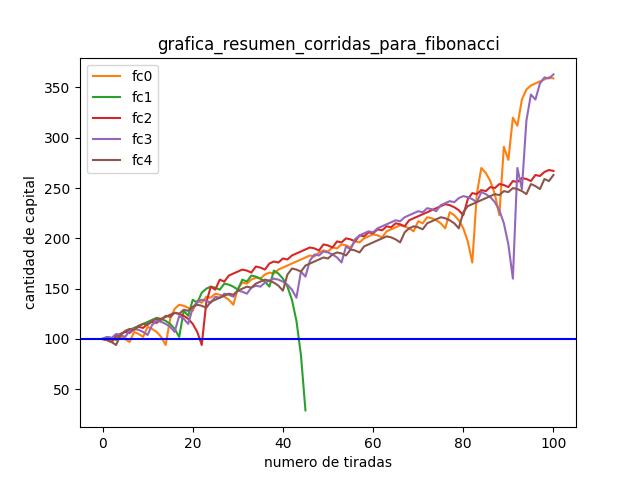 grafica_resumen_corridas_para_fibonacci
cantidad de capital
350
300
250
200
150
100
50
fc0
fc1
fc2
fc3
fc4
0 20 40 60 80 100
numero de tiradas